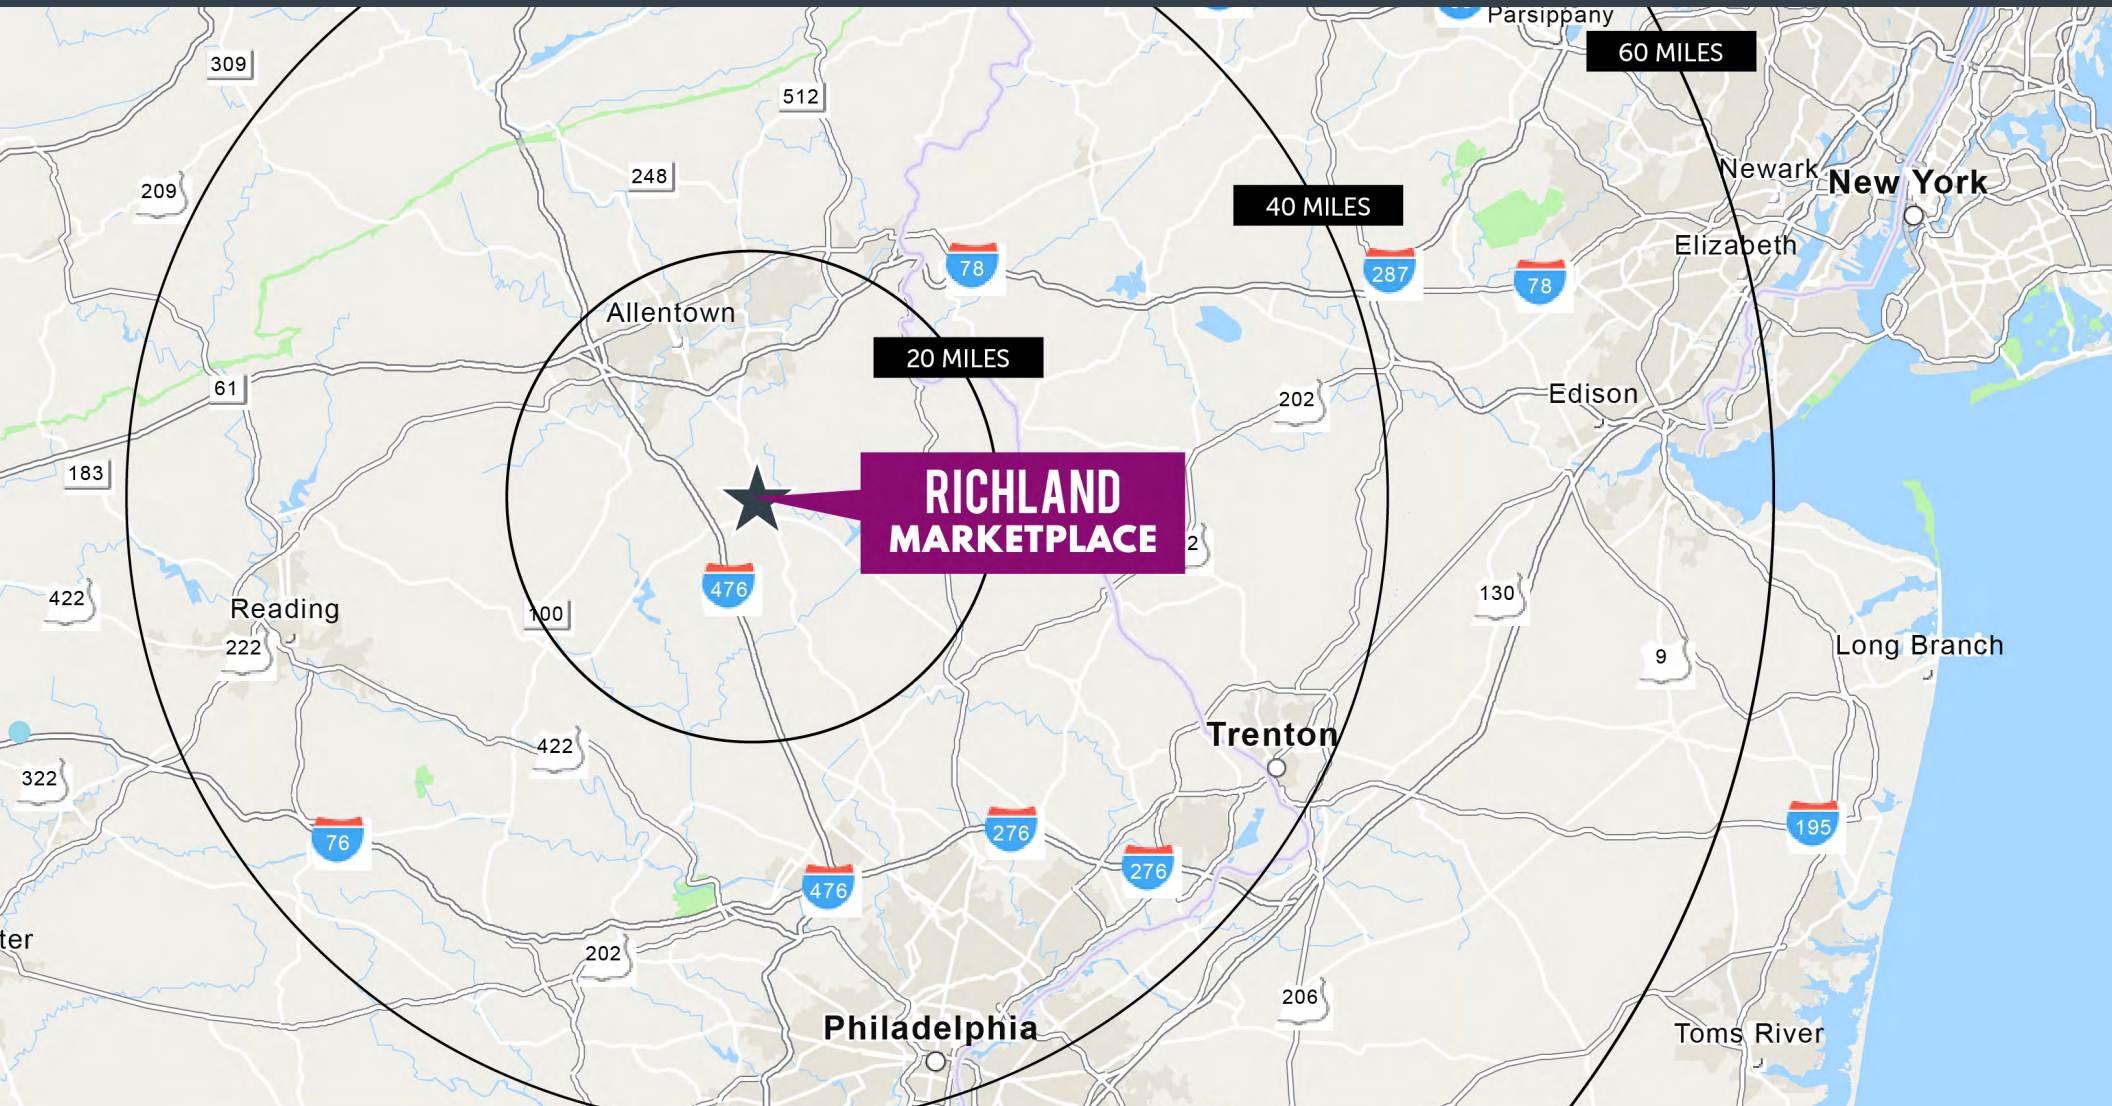 Parsippany
60 MILES
309
512
Newark
New York
248
209
40 MILES
Elizabeth
78
287
78
Allentown
20 MILES
61
Edison
202
183
RICHLAND
MARKETPLACE
2
476
422
130
Reading
100
222
9
Long Branch
Trenton
422
322
195
276
76
276
476
ter
202
206
Philadelphia
Toms River